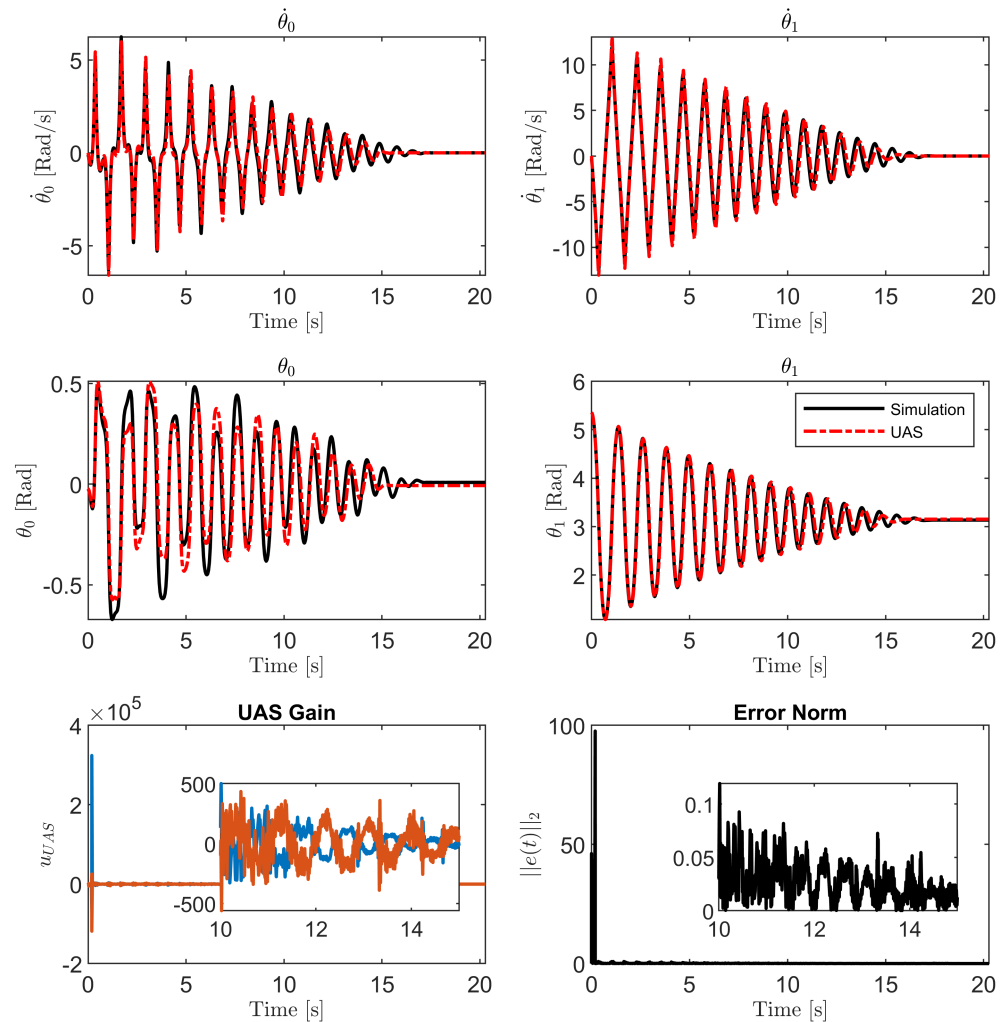 θ̇₀
θ̇₀ [Rad/s]
5
0
-5
0 5 10 15 20
Time [s]
θ̇₁
θ̇₁ [Rad/s]
10
5
0
-5
-10
0 5 10 15 20
Time [s]
θ₀
θ₀ [Rad]
0.5
0
-0.5
0 5 10 15 20
Time [s]
θ₁
θ₁ [Rad]
6
5
4
3
2
Simulation
UAS
0 5 10 15 20
Time [s]
×10⁵
UAS Gain
u_UAS
4
2
0
-2
500
0
-500
10 12 14
0 5 10 15 20
Time [s]
Error Norm
||e(t)||₂
100
50
0
0.1
0.05
0
10 12 14
0 5 10 15 20
Time [s]